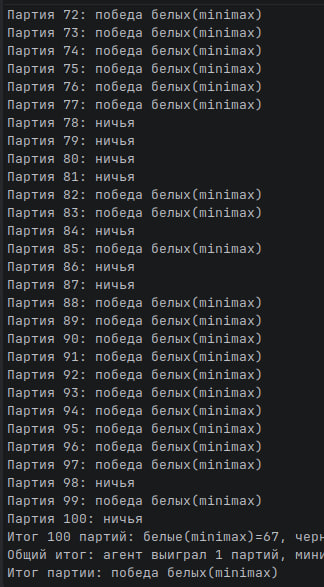 Партия 72: победа белых(minimax)
Партия 73: победа белых(minimax)
Партия 74: победа белых(minimax)
Партия 75: победа белых(minimax)
Партия 76: победа белых(minimax)
Партия 77: победа белых(minimax)
Партия 78: ничья
Партия 79: ничья
Партия 80: ничья
Партия 81: ничья
Партия 82: победа белых(minimax)
Партия 83: победа белых(minimax)
Партия 84: ничья
Партия 85: победа белых(minimax)
Партия 86: ничья
Партия 87: ничья
Партия 88: победа белых(minimax)
Партия 89: победа белых(minimax)
Партия 90: победа белых(minimax)
Партия 91: победа белых(minimax)
Партия 92: победа белых(minimax)
Партия 93: победа белых(minimax)
Партия 94: победа белых(minimax)
Партия 95: победа белых(minimax)
Партия 96: победа белых(minimax)
Партия 97: победа белых(minimax)
Партия 98: ничья
Партия 99: победа белых(minimax)
Партия 100: ничья
Итог 100 партий: белые(minimax)=67, черн
Общий итог: агент выиграл 1 партий, мини
Итог партии: победа белых(minimax)